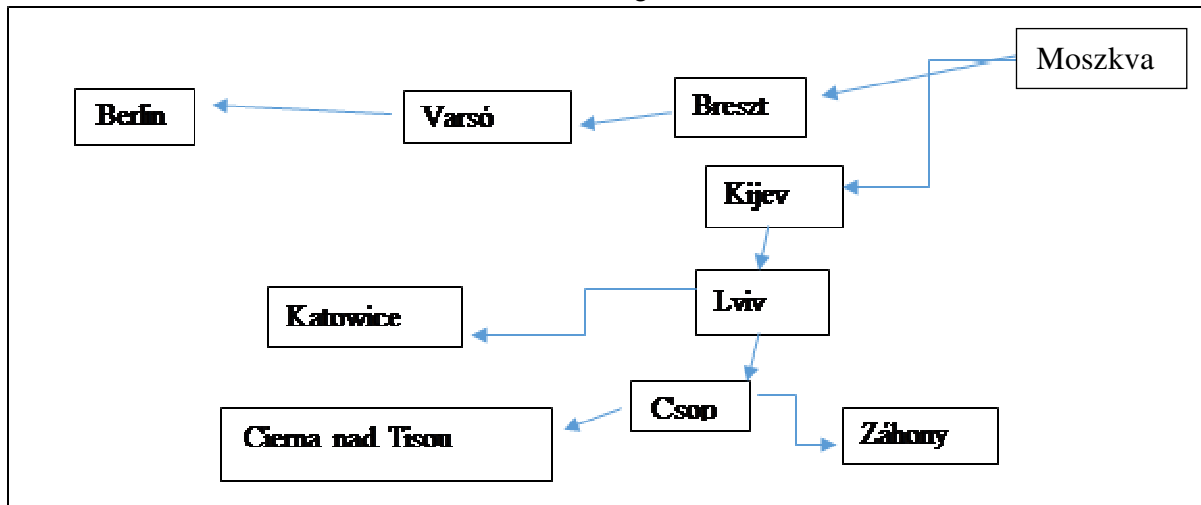 Moszkva
Breszt
Varsó
Berlin
Kijev
Lviv
Katowice
Csop
Cierna nad Tisou
Záhony